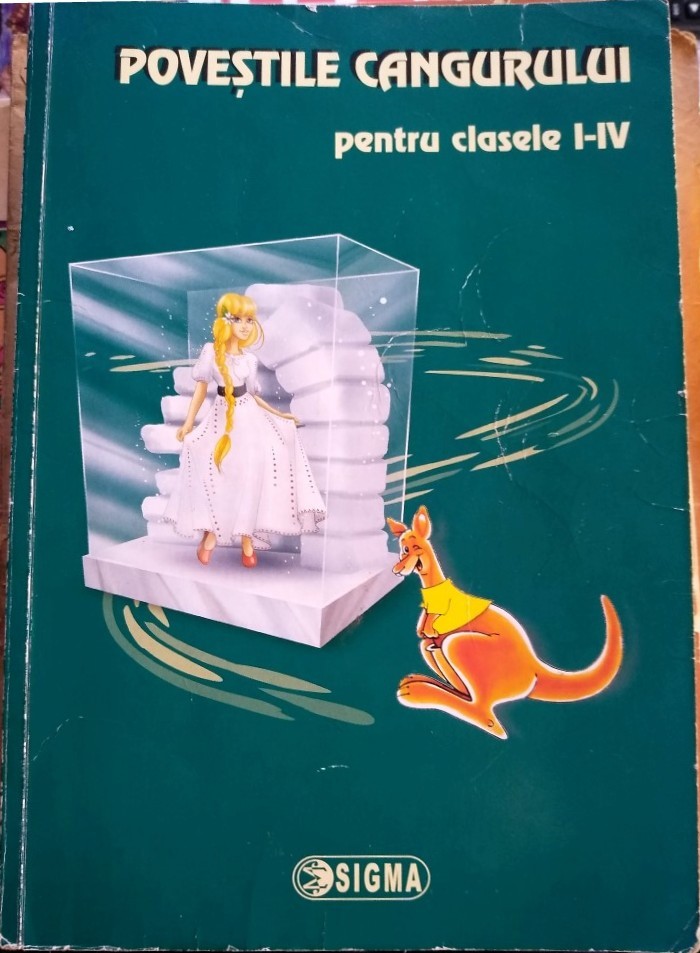 POVEȘTILE CANGURULUI
pentru clasele I-IV
SIGMA